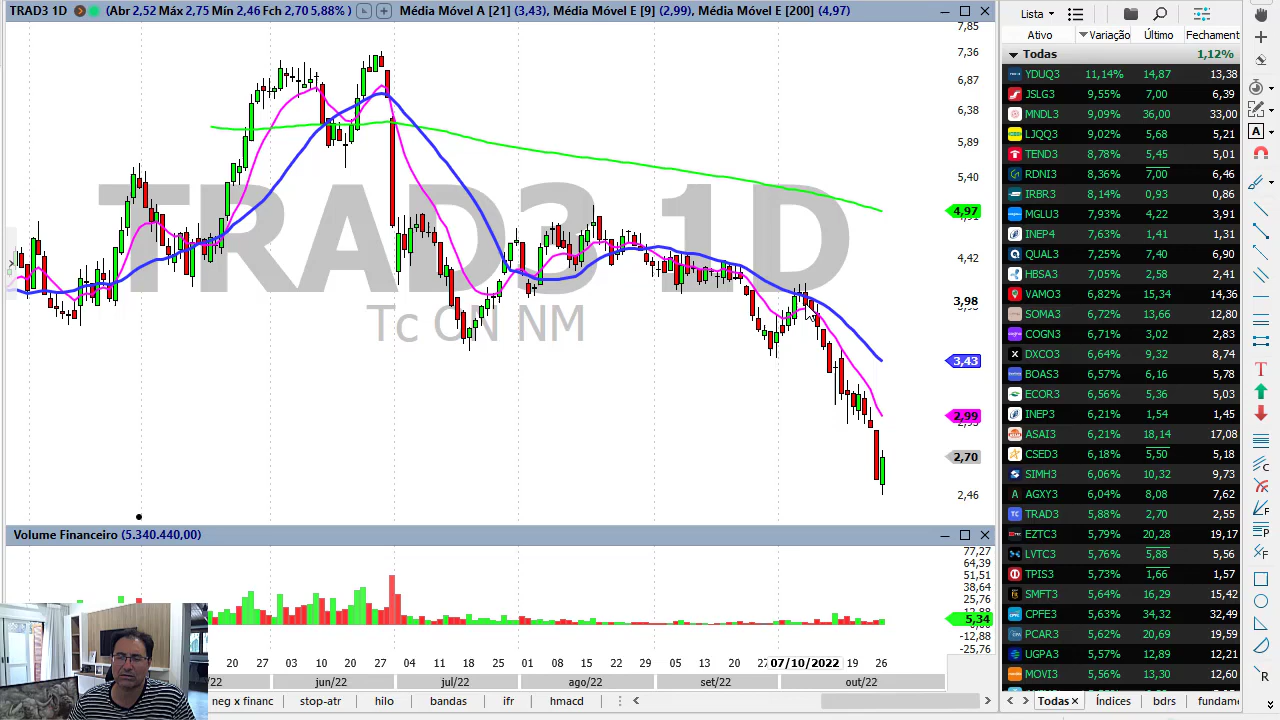 TRAD3 1D (Abr 2,52 Máx 2,75 Mín 2,46 Fch 2,70 5,88%) Média Móvel A [21] (3,43), Média Móvel E [9] (2,99), Média Móvel E [200] (4,97)
TRAD3 1D
Tc ON NM
7,85
7,36
6,87
6,38
5,89
5,40
4,97
4,42
3,98
3,43
2,99
2,70
2,46
Volume Financeiro (5.340.440,00)
77,27
64,39
51,51
38,64
25,76
12,88
5,34
-12,88
-25,76
20 27 03 13 20 27 04 11 18 25 01 08 15 22 29 05 13 20 27 07/10/2022 19 26
/22 jun/22 jul/22 ago/22 set/22 out/22
neg x financ stop-atr hilo bandas ifr hmacd
Lista
Ativo Variação Último Fechament
Todas 1,12%
YDUQ3 11,14% 14,87 13,38
JSLG3 9,55% 7,00 6,39
MNDL3 9,09% 36,00 33,00
LJQQ3 9,02% 5,68 5,21
TEND3 8,78% 5,45 5,01
RDNI3 8,36% 7,00 6,46
IRBR3 8,14% 0,93 0,86
MGLU3 7,93% 4,22 3,91
INEP4 7,63% 1,41 1,31
QUAL3 7,25% 7,40 6,90
HBSA3 7,05% 2,58 2,41
VAMO3 6,82% 15,34 14,36
SOMA3 6,72% 13,66 12,80
COGN3 6,71% 3,02 2,83
DXCO3 6,64% 9,32 8,74
BOAS3 6,57% 6,16 5,78
ECOR3 6,56% 5,36 5,03
INEP3 6,21% 1,54 1,45
ASAI3 6,21% 18,14 17,08
CSED3 6,18% 5,50 5,18
SIMH3 6,06% 10,32 9,73
AGXY3 6,04% 8,08 7,62
TRAD3 5,88% 2,70 2,55
EZTC3 5,79% 20,28 19,17
LVTC3 5,76% 5,88 5,56
TPIS3 5,73% 1,66 1,57
SMFT3 5,64% 16,29 15,42
CPFE3 5,63% 34,32 32,49
PCAR3 5,62% 20,69 19,59
UGPA3 5,57% 12,89 12,21
MOVI3 5,56% 13,30 12,60
Todas Índices bdrs fundame